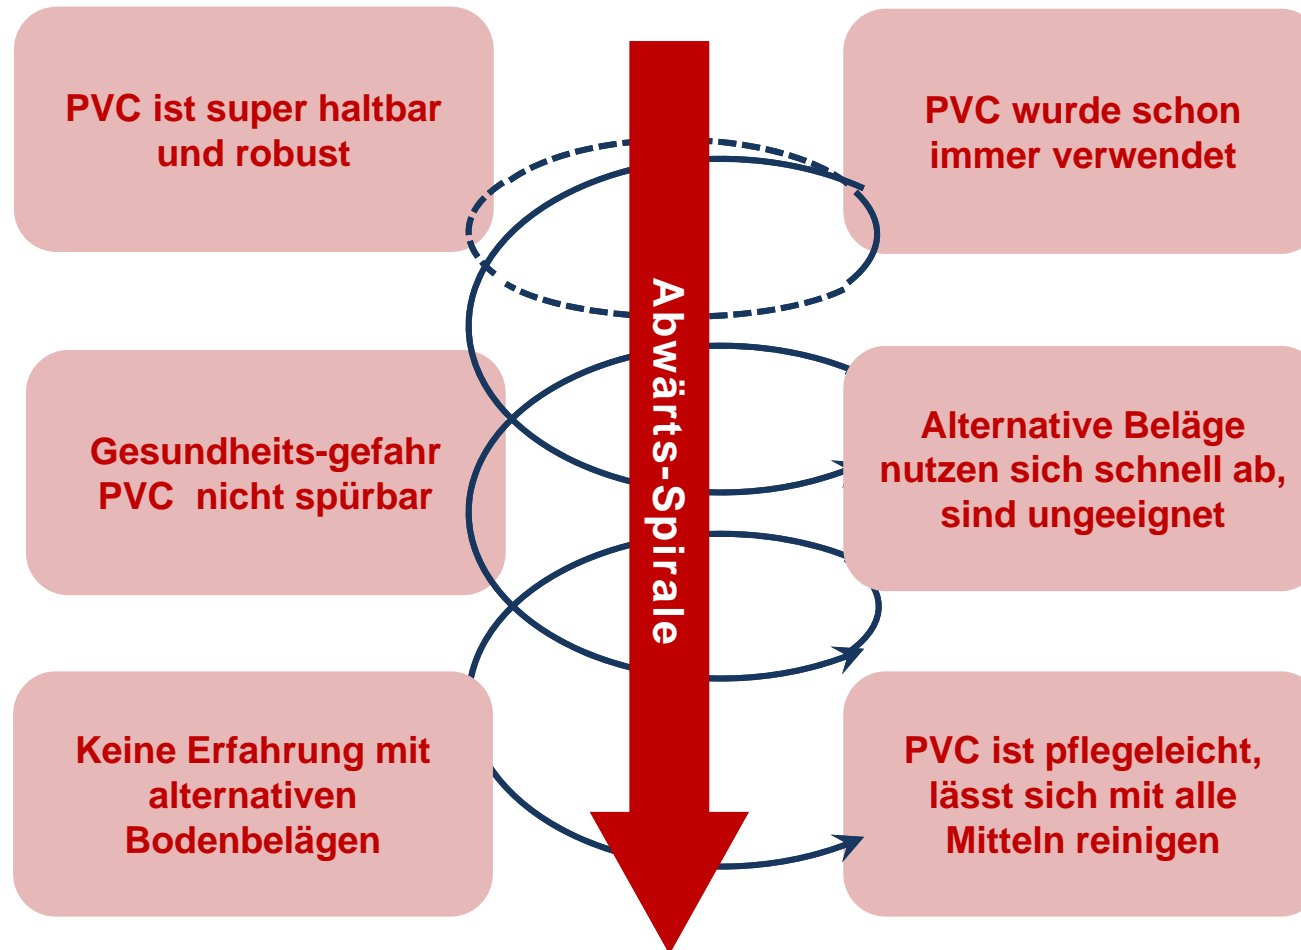 PVC ist super haltbar
und robust
PVC wurde schon
immer verwendet
Abwärts-Spirale
Gesundheits-gefahr
PVC  nicht spürbar
Alternative Beläge
nutzen sich schnell ab,
sind ungeeignet
Keine Erfahrung mit
alternativen
Bodenbelägen
PVC ist pflegeleicht,
lässt sich mit alle
Mitteln reinigen